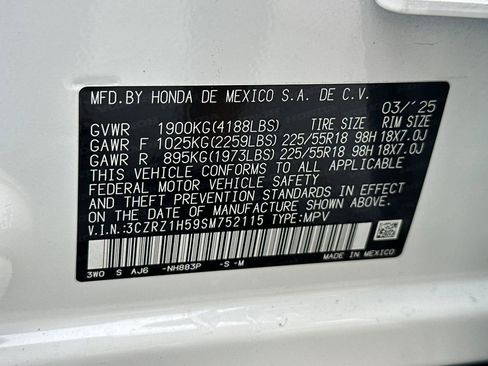 MFD.BY HONDA DE MEXICO S.A. DE C.V.
03/'25
GVWR 1900KG(4188LBS) TIRE SIZE RIM SIZE
GAWR F 1025KG(2259LBS) 225/55R18 98H 18X7.0J
GAWR R 895KG(1973LBS) 225/55R18 98H 18X7.0J
THIS VEHICLE CONFORMS TO ALL APPLICABLE
FEDERAL MOTOR VEHICLE SAFETY
AND THEFT PREVENTION STANDARDS IN EFFECT
ON THE DATE OF MANUFACTURE SHOWN ABOVE.
V.I.N.:3CZRZ1H59SM752115 TYPE:MPV
3WO S AJ6 -NH883P -S -M
MADE IN MEXICO